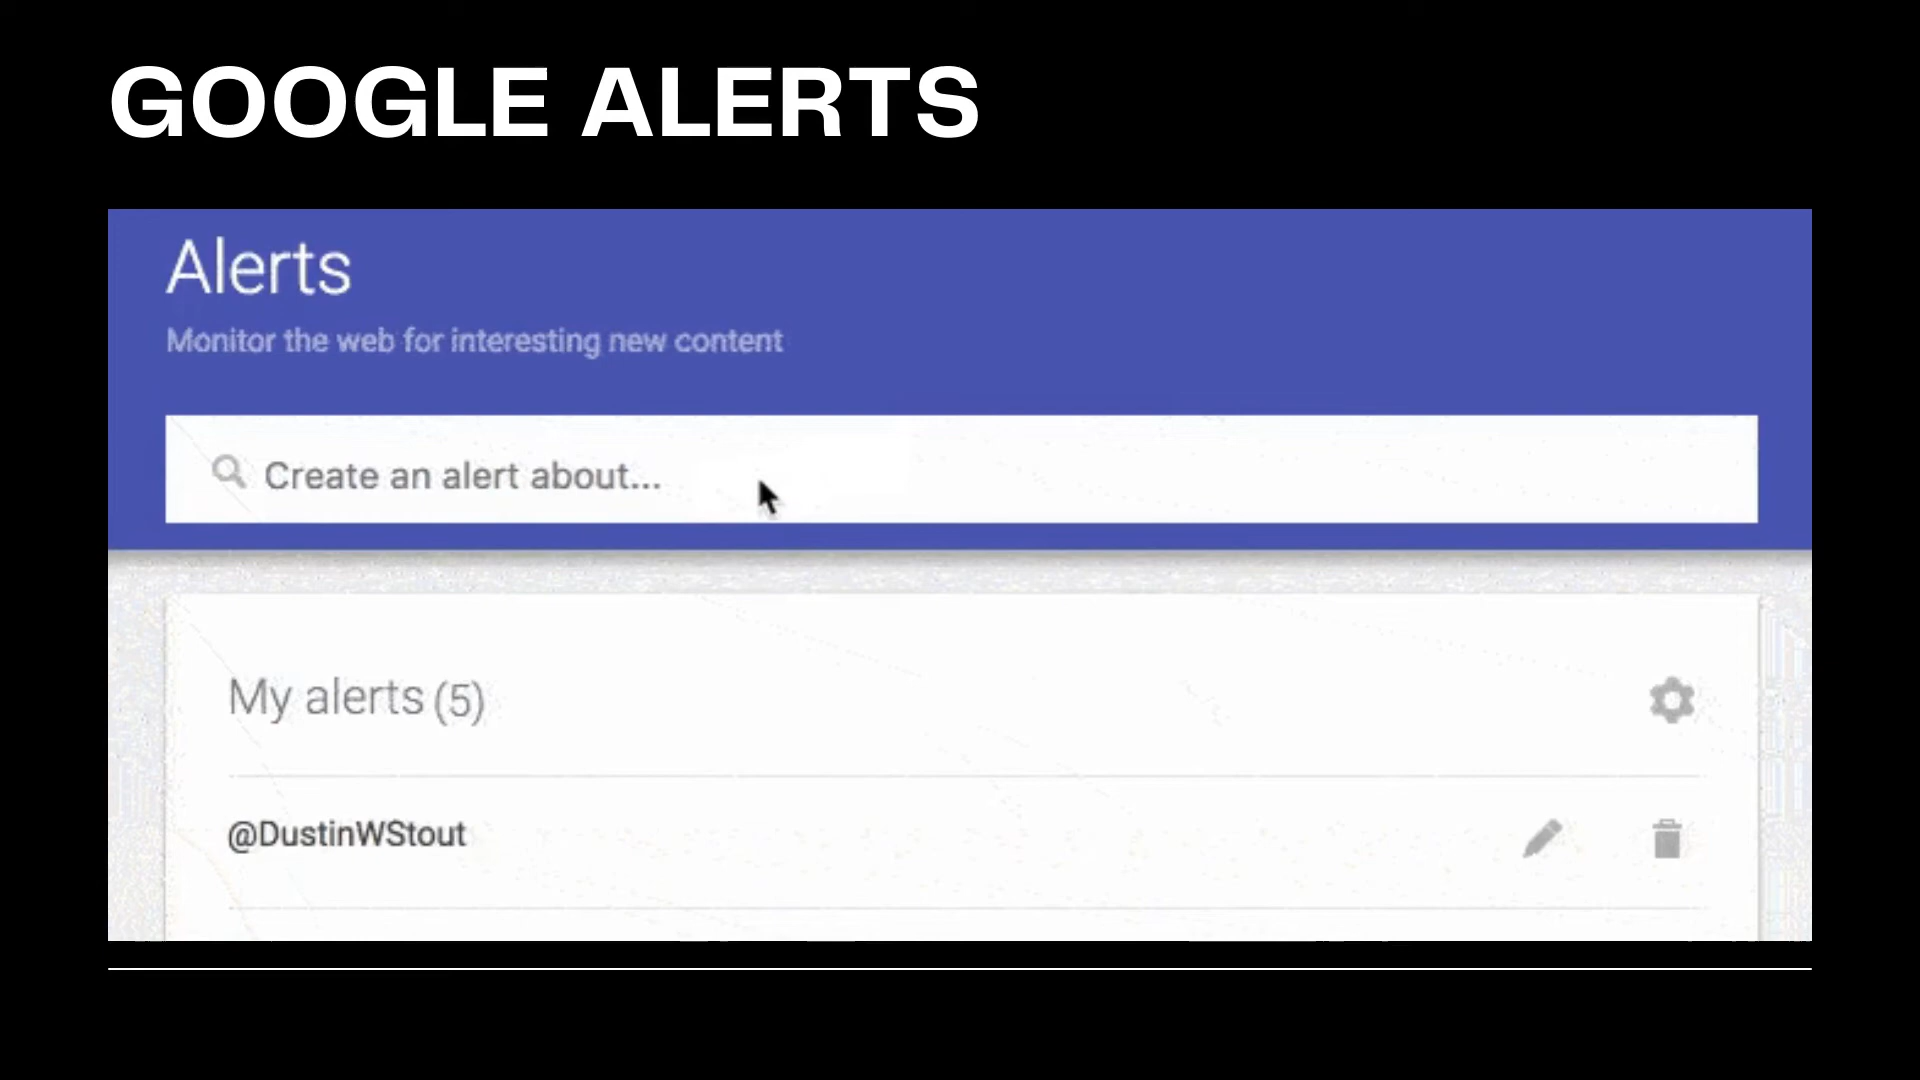 GOOGLE ALERTS
Alerts
Monitor the web for interesting new content
Create an alert about...
My alerts (5)
@DustinWStout